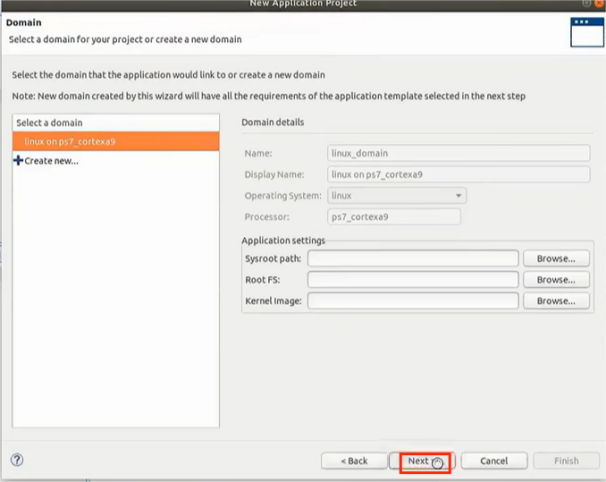 New Application Project
Domain
Select a domain for your project or create a new domain
Select the domain that the application would link to or create a new domain
Note: New domain created by this wizard will have all the requirements of the application template selected in the next step
Select a domain
linux on ps7_cortexa9
Create new...
Domain details
Name: linux_domain
Display Name: linux on ps7_cortexa9
Operating System: linux
Processor: ps7_cortexa9
Application settings
Sysroot path: Browse...
Root FS: Browse...
Kernel Image: Browse...
< Back Next > Cancel Finish